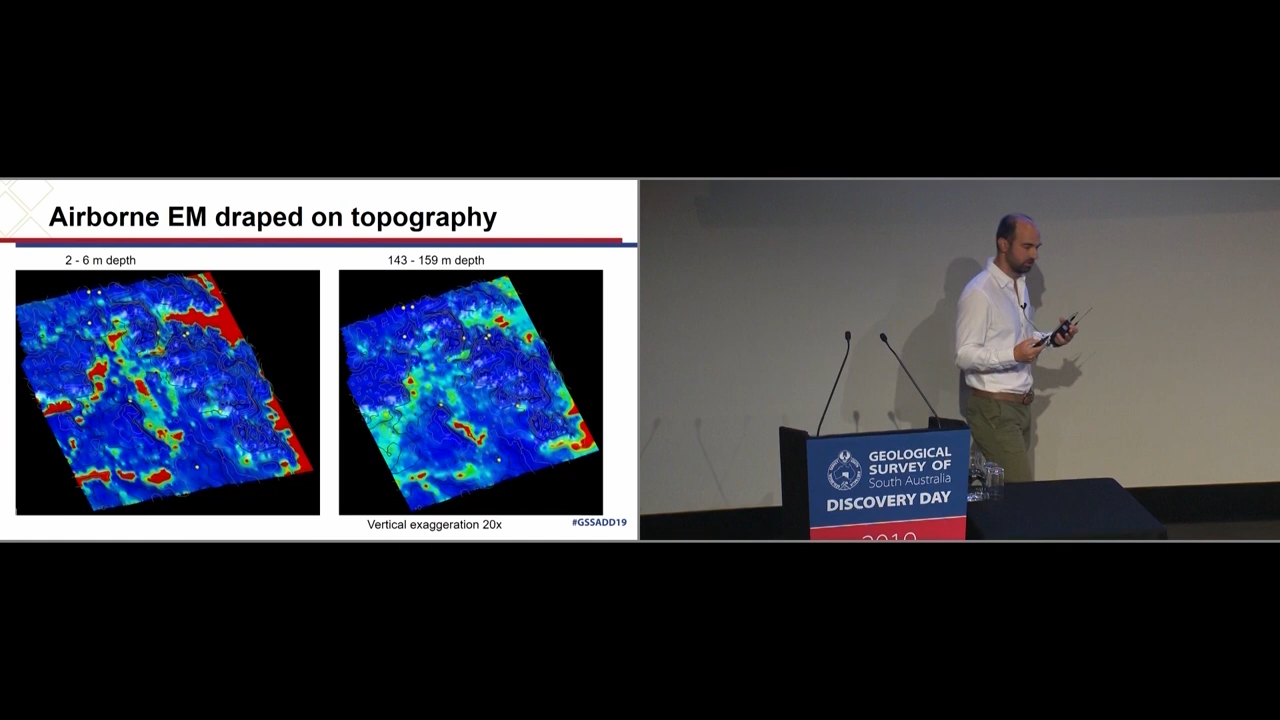 Airborne EM draped on topography
2 - 6 m depth
143 - 159 m depth
Vertical exaggeration 20x
#GSSADD19
GEOLOGICAL
SURVEY OF
South Australia
DISCOVERY DAY
2019